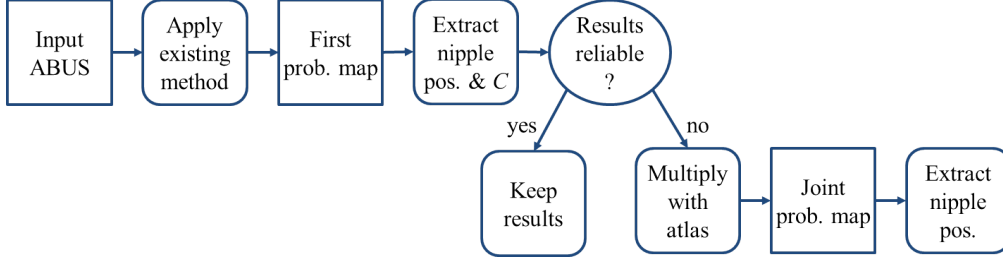 Input
ABUS
Apply
existing
method
First
prob. map
Extract
nipple
pos. & C
Results
reliable
?
yes
no
Keep
results
Multiply
with
atlas
Joint
prob. map
Extract
nipple
pos.